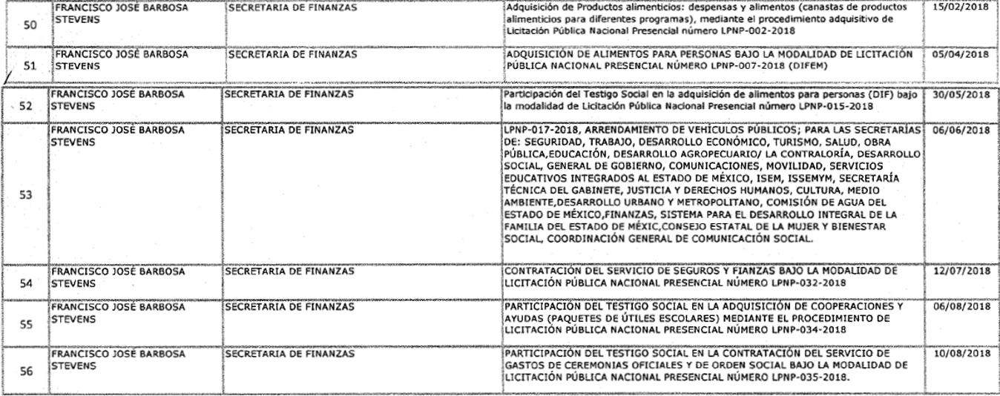 50
FRANCISCO JOSÉ BARBOSA
STEVENS
SECRETARIA DE FINANZAS
Adquisición de Productos alimenticios: despensas y alimentos (canastas de productos
alimenticios para diferentes programas), mediante el procedimiento adquisitivo de
Licitación Pública Nacional Presencial número LPNP-002-2018
15/02/2018
51
FRANCISCO JOSÉ BARBOSA
STEVENS
SECRETARIA DE FINANZAS
ADQUISICIÓN DE ALIMENTOS PARA PERSONAS BAJO LA MODALIDAD DE LICITACIÓN
PÚBLICA NACIONAL PRESENCIAL NÚMERO LPNP-007-2018 (DIFEM)
05/04/2018
52
FRANCISCO JOSÉ BARBOSA
STEVENS
SECRETARIA DE FINANZAS
Participación del Testigo Social en la adquisición de alimentos para personas (DIF) bajo
la modalidad de Licitación Pública Nacional Presencial número LPNP-015-2018
30/05/2018
53
FRANCISCO JOSÉ BARBOSA
STEVENS
SECRETARIA DE FINANZAS
LPNP-017-2018, ARRENDAMIENTO DE VEHÍCULOS PÚBLICOS; PARA LAS SECRETARÍAS
DE: SEGURIDAD, TRABAJO, DESARROLLO ECONÓMICO, TURISMO, SALUD, OBRA
PÚBLICA,EDUCACIÓN, DESARROLLO AGROPECUARIO/ LA CONTRALORÍA, DESARROLLO
SOCIAL, GENERAL DE GOBIERNO, COMUNICACIONES, MOVILIDAD, SERVICIOS
EDUCATIVOS INTEGRADOS AL ESTADO DE MÉXICO, ISEM, ISSEMYM, SECRETARÍA
TÉCNICA DEL GABINETE, JUSTICIA Y DERECHOS HUMANOS, CULTURA, MEDIO
AMBIENTE,DESARROLLO URBANO Y METROPOLITANO, COMISIÓN DE AGUA DEL
ESTADO DE MÉXICO,FINANZAS, SISTEMA PARA EL DESARROLLO INTEGRAL DE LA
FAMILIA DEL ESTADO DE MÉXIC,CONSEJO ESTATAL DE LA MUJER Y BIENESTAR
SOCIAL, COORDINACIÓN GENERAL DE COMUNICACIÓN SOCIAL.
06/06/2018
54
FRANCISCO JOSÉ BARBOSA
STEVENS
SECRETARIA DE FINANZAS
CONTRATACIÓN DEL SERVICIO DE SEGUROS Y FIANZAS BAJO LA MODALIDAD DE
LICITACIÓN PÚBLICA NACIONAL PRESENCIAL NÚMERO LPNP-032-2018
12/07/2018
55
FRANCISCO JOSÉ BARBOSA
STEVENS
SECRETARIA DE FINANZAS
PARTICIPACIÓN DEL TESTIGO SOCIAL EN LA ADQUISICIÓN DE COOPERACIONES Y
AYUDAS (PAQUETES DE ÚTILES ESCOLARES) MEDIANTE EL PROCEDIMIENTO DE
LICITACIÓN PÚBLICA NACIONAL PRESENCIAL NÚMERO LPNP-034-2018
06/08/2018
56
FRANCISCO JOSÉ BARBOSA
STEVENS
SECRETARIA DE FINANZAS
PARTICIPACIÓN DEL TESTIGO SOCIAL EN LA CONTRATACIÓN DEL SERVICIO DE
GASTOS DE CEREMONIAS OFICIALES Y DE ORDEN SOCIAL BAJO LA MODALIDAD DE
LICITACIÓN PÚBLICA NACIONAL PRESENCIAL NÚMERO LPNP-035-2018.
10/08/2018